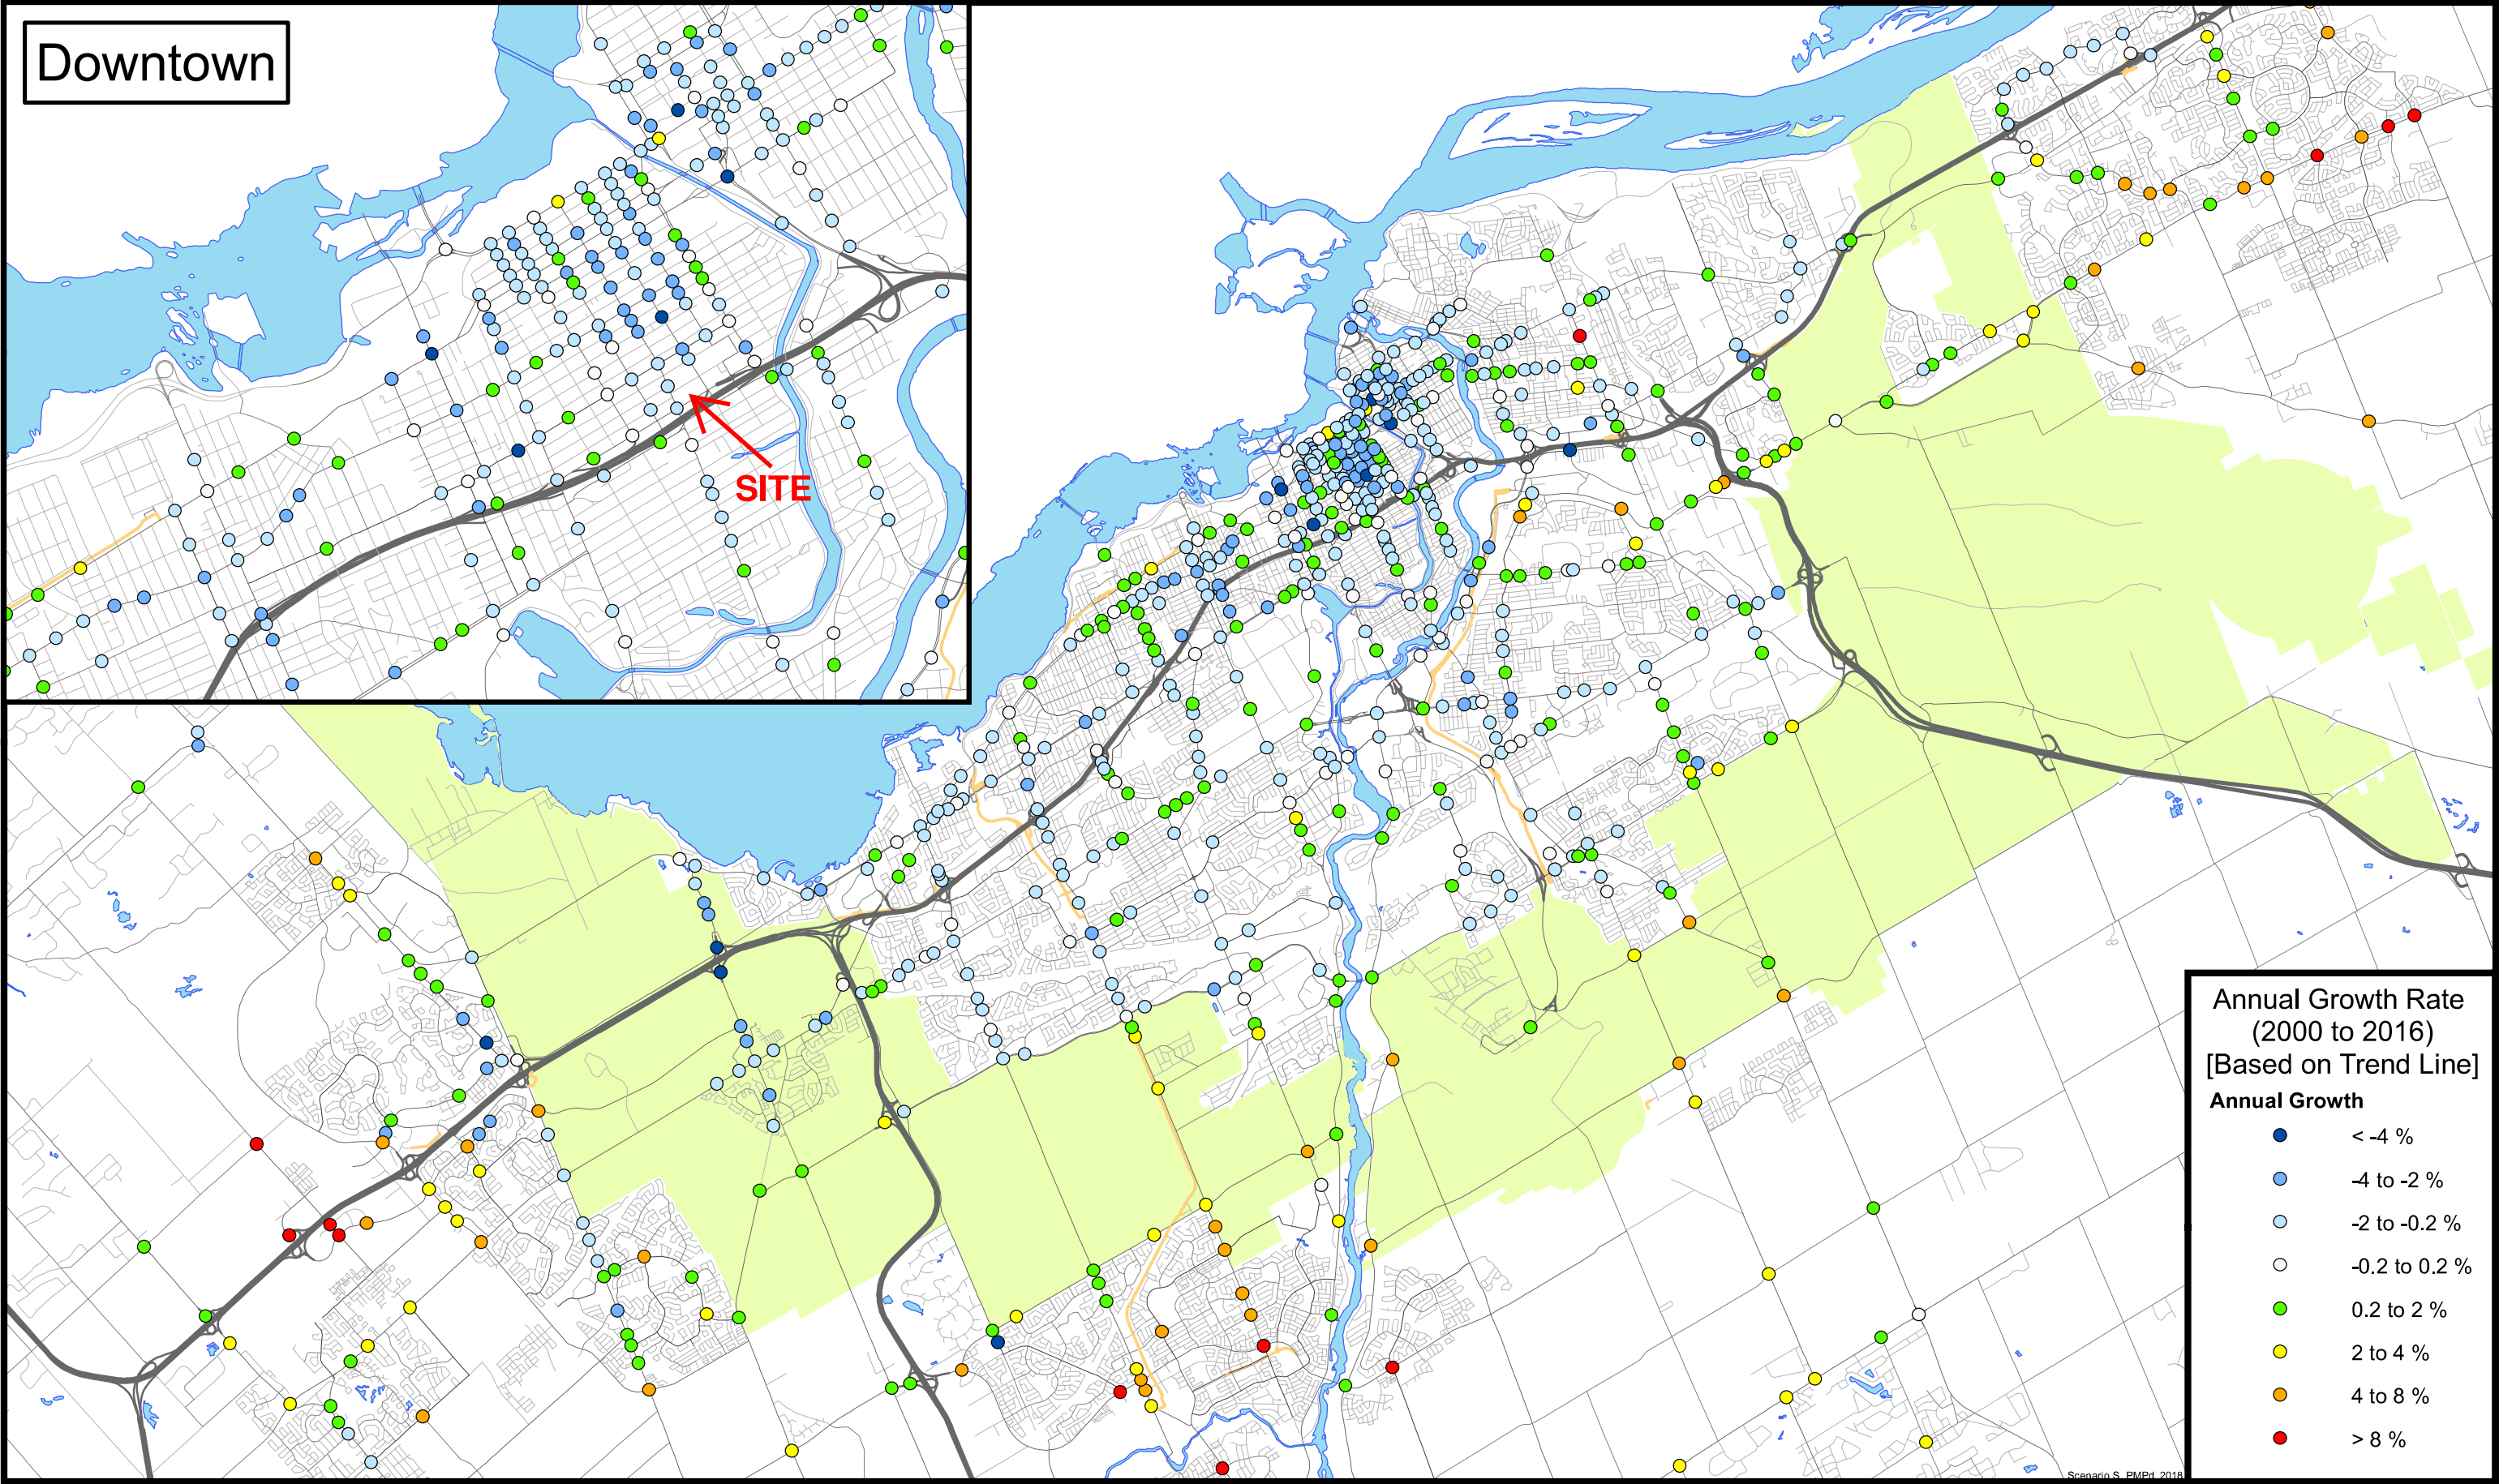 Downtown
SITE
Annual Growth Rate
(2000 to 2016)
[Based on Trend Line]
Annual Growth
< -4 %
-4 to -2 %
-2 to -0.2 %
-0.2 to 0.2 %
0.2 to 2 %
2 to 4 %
4 to 8 %
> 8 %
Scenario S_PMPd_2018